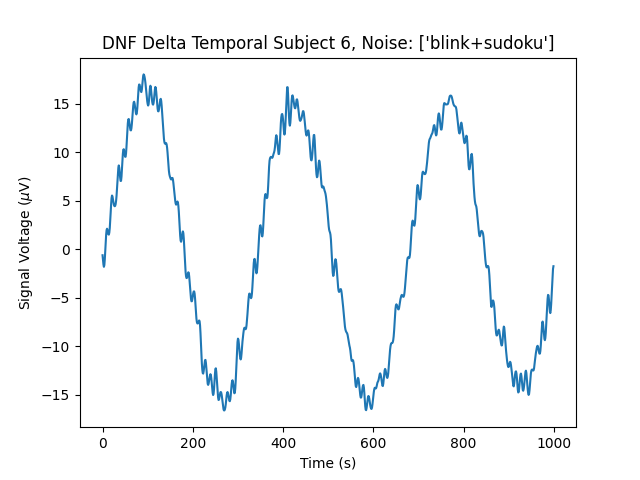 DNF Delta Temporal Subject 6, Noise: ['blink+sudoku']
Signal Voltage (μV)
15
10
5
0
−5
−10
−15
0 200 400 600 800 1000
Time (s)